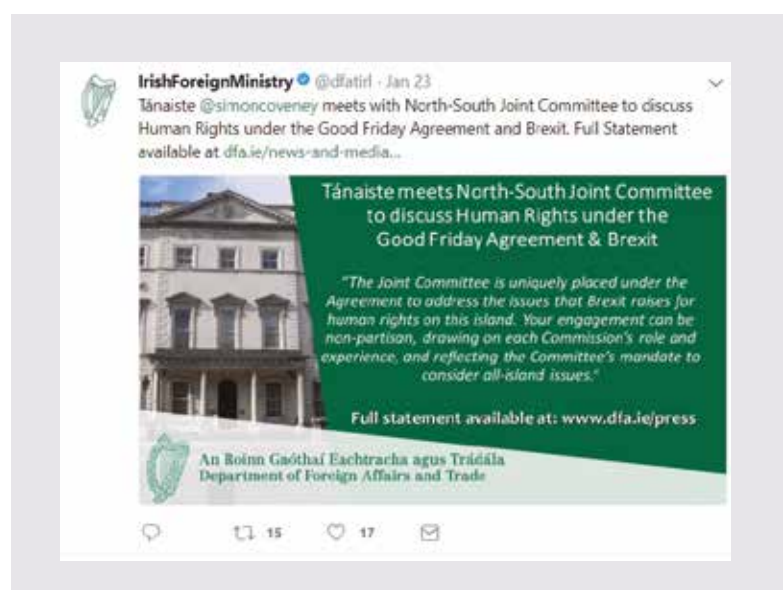 IrishForeignMinistry @dfatirl · Jan 23
Tánaiste @simoncoveney meets with North-South Joint Committee to discuss
Human Rights under the Good Friday Agreement and Brexit. Full Statement
available at dfa.ie/news-and-media...
Tánaiste meets North-South Joint Committee
to discuss Human Rights under the
Good Friday Agreement & Brexit
"The Joint Committee is uniquely placed under the
Agreement to address the issues that Brexit raises for
human rights on this island. Your engagement can be
non-partisan, drawing on each Commission's role and
experience, and reflecting the Committee's mandate to
consider all-island issues."
Full statement available at: www.dfa.ie/press
An Roinn Gnóthaí Eachtracha agus Trádála
Department of Foreign Affairs and Trade
15 17